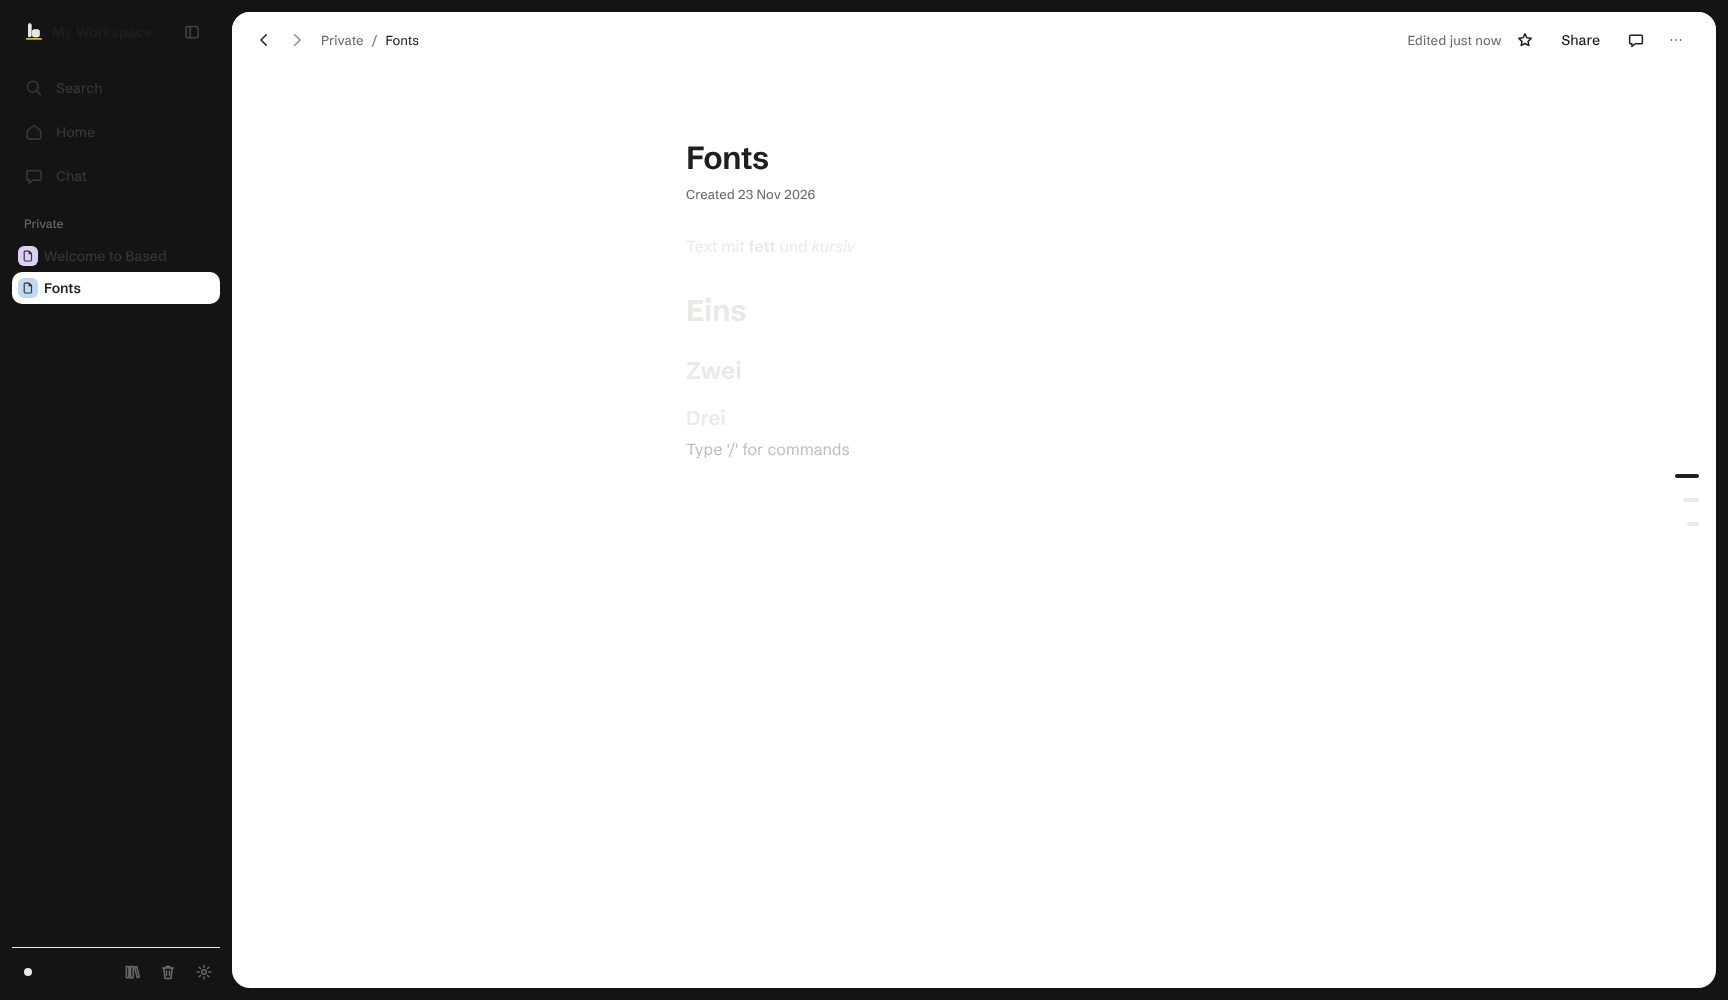 My Workspace
Search
Home
Chat
Private
Welcome to Based
Fonts
Private / Fonts
Edited just now
Share
Fonts
Created 23 Nov 2026
Text mit fett und kursiv
Eins
Zwei
Drei
Type '/' for commands